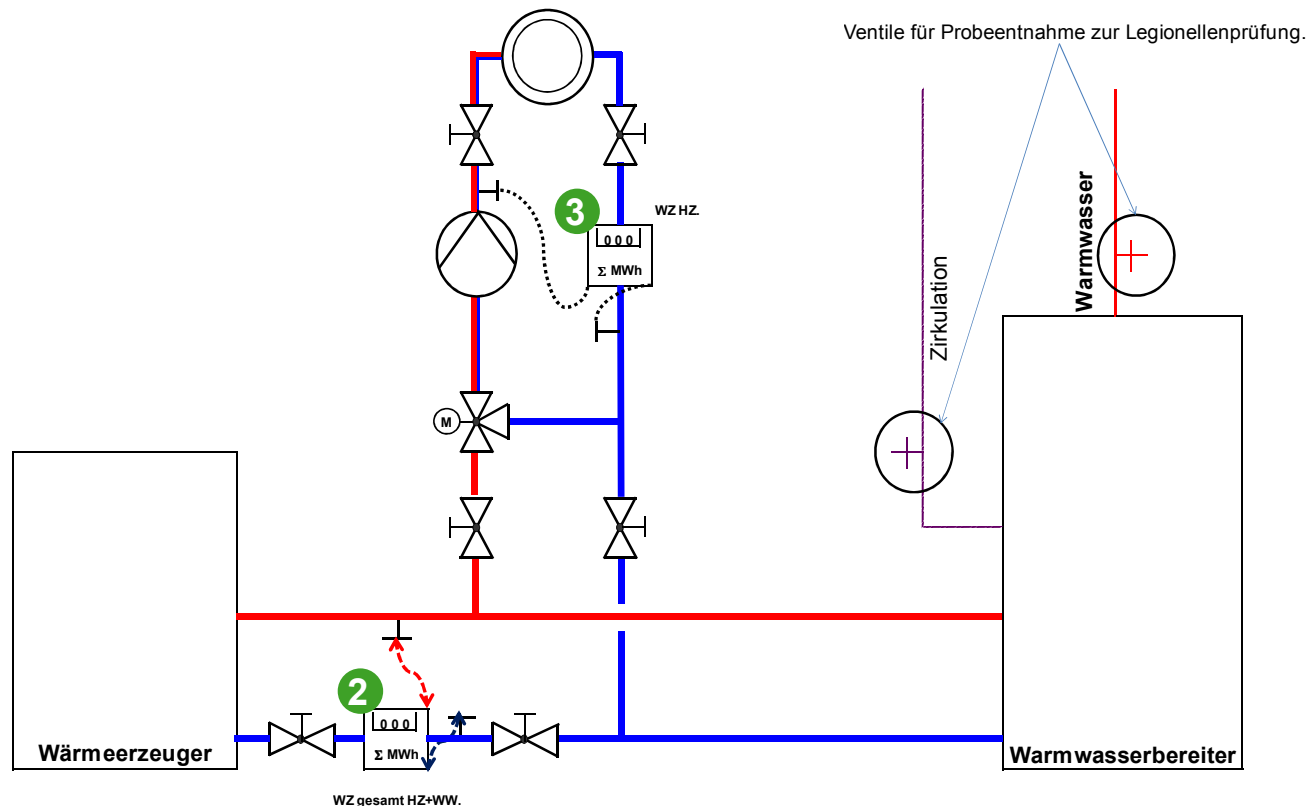 Ventile für Probeentnahme zur Legionellenprüfung.
3
WZ HZ.
0 0 0
Σ MWh
Zirkulation
Warmwasser
M
2
0 0 0
Σ MWh
Wärmeerzeuger
Warmwasserbereiter
WZ gesamt HZ+WW.